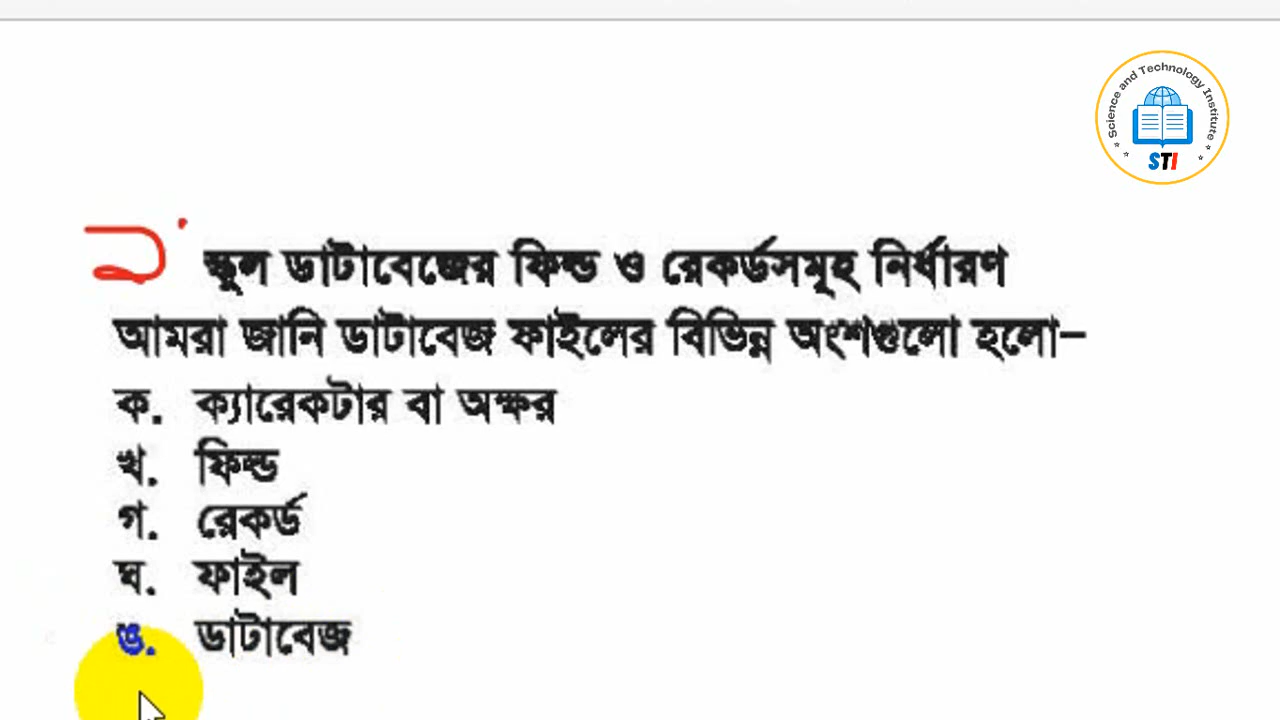 Science and Technology Institute
STI
২. স্কুল ডাটাবেজের ফিল্ড ও রেকর্ডসমূহ নির্ধারণ
আমরা জানি ডাটাবেজ ফাইলের বিভিন্ন অংশগুলো হলো–
ক. ক্যারেকটার বা অক্ষর
খ. ফিল্ড
গ. রেকর্ড
ঘ. ফাইল
ঙ. ডাটাবেজ